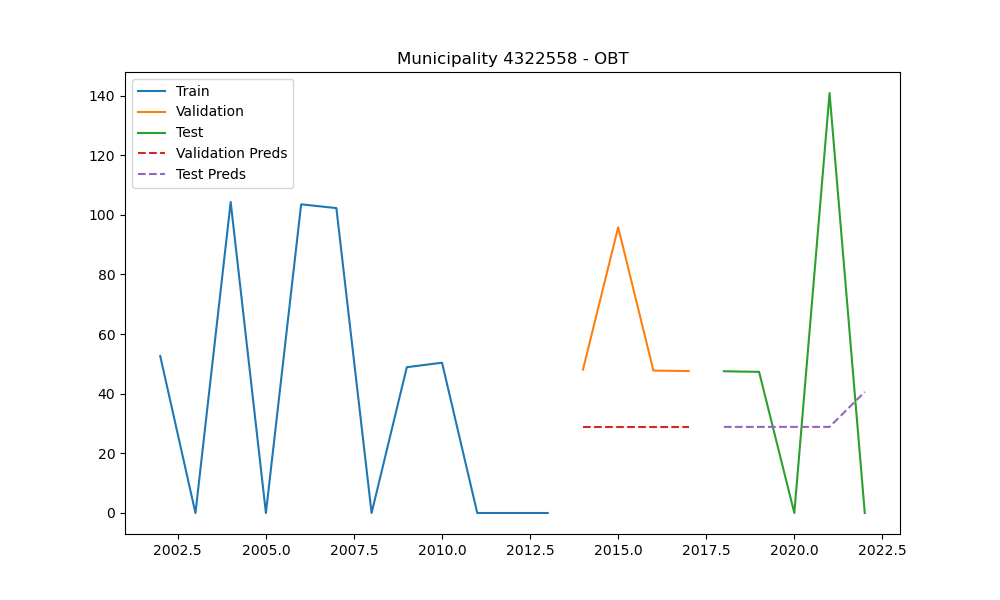 Municipality 4322558 - OBT
Train
Validation
Test
Validation Preds
Test Preds
140
120
100
80
60
40
20
0
2002.5 2005.0 2007.5 2010.0 2012.5 2015.0 2017.5 2020.0 2022.5